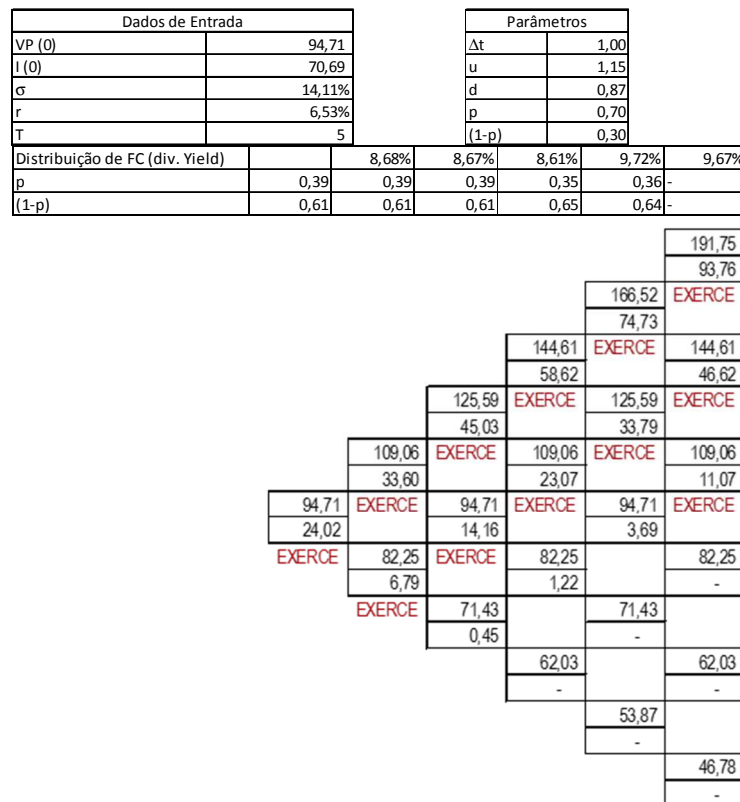 Dados de Entrada Parâmetros
VP (0) 94,71 Δt 1,00
I (0) 70,69 u 1,15
σ 14,11% d 0,87
r 6,53% p 0,70
T 5 (1-p) 0,30
Distribuição de FC (div. Yield) 8,68% 8,67% 8,61% 9,72% 9,67%
p 0,39 0,39 0,39 0,35 0,36 -
(1-p) 0,61 0,61 0,61 0,65 0,64 -
191,75
93,76
166,52 EXERCE
74,73
144,61 EXERCE 144,61
58,62 46,62
125,59 EXERCE 125,59 EXERCE
45,03 33,79
109,06 EXERCE 109,06 EXERCE 109,06
33,60 23,07 11,07
94,71 EXERCE 94,71 EXERCE 94,71 EXERCE
24,02 14,16 3,69
EXERCE 82,25 EXERCE 82,25 82,25
6,79 1,22 -
EXERCE 71,43 71,43
0,45 -
62,03 62,03
- -
53,87
-
46,78
-